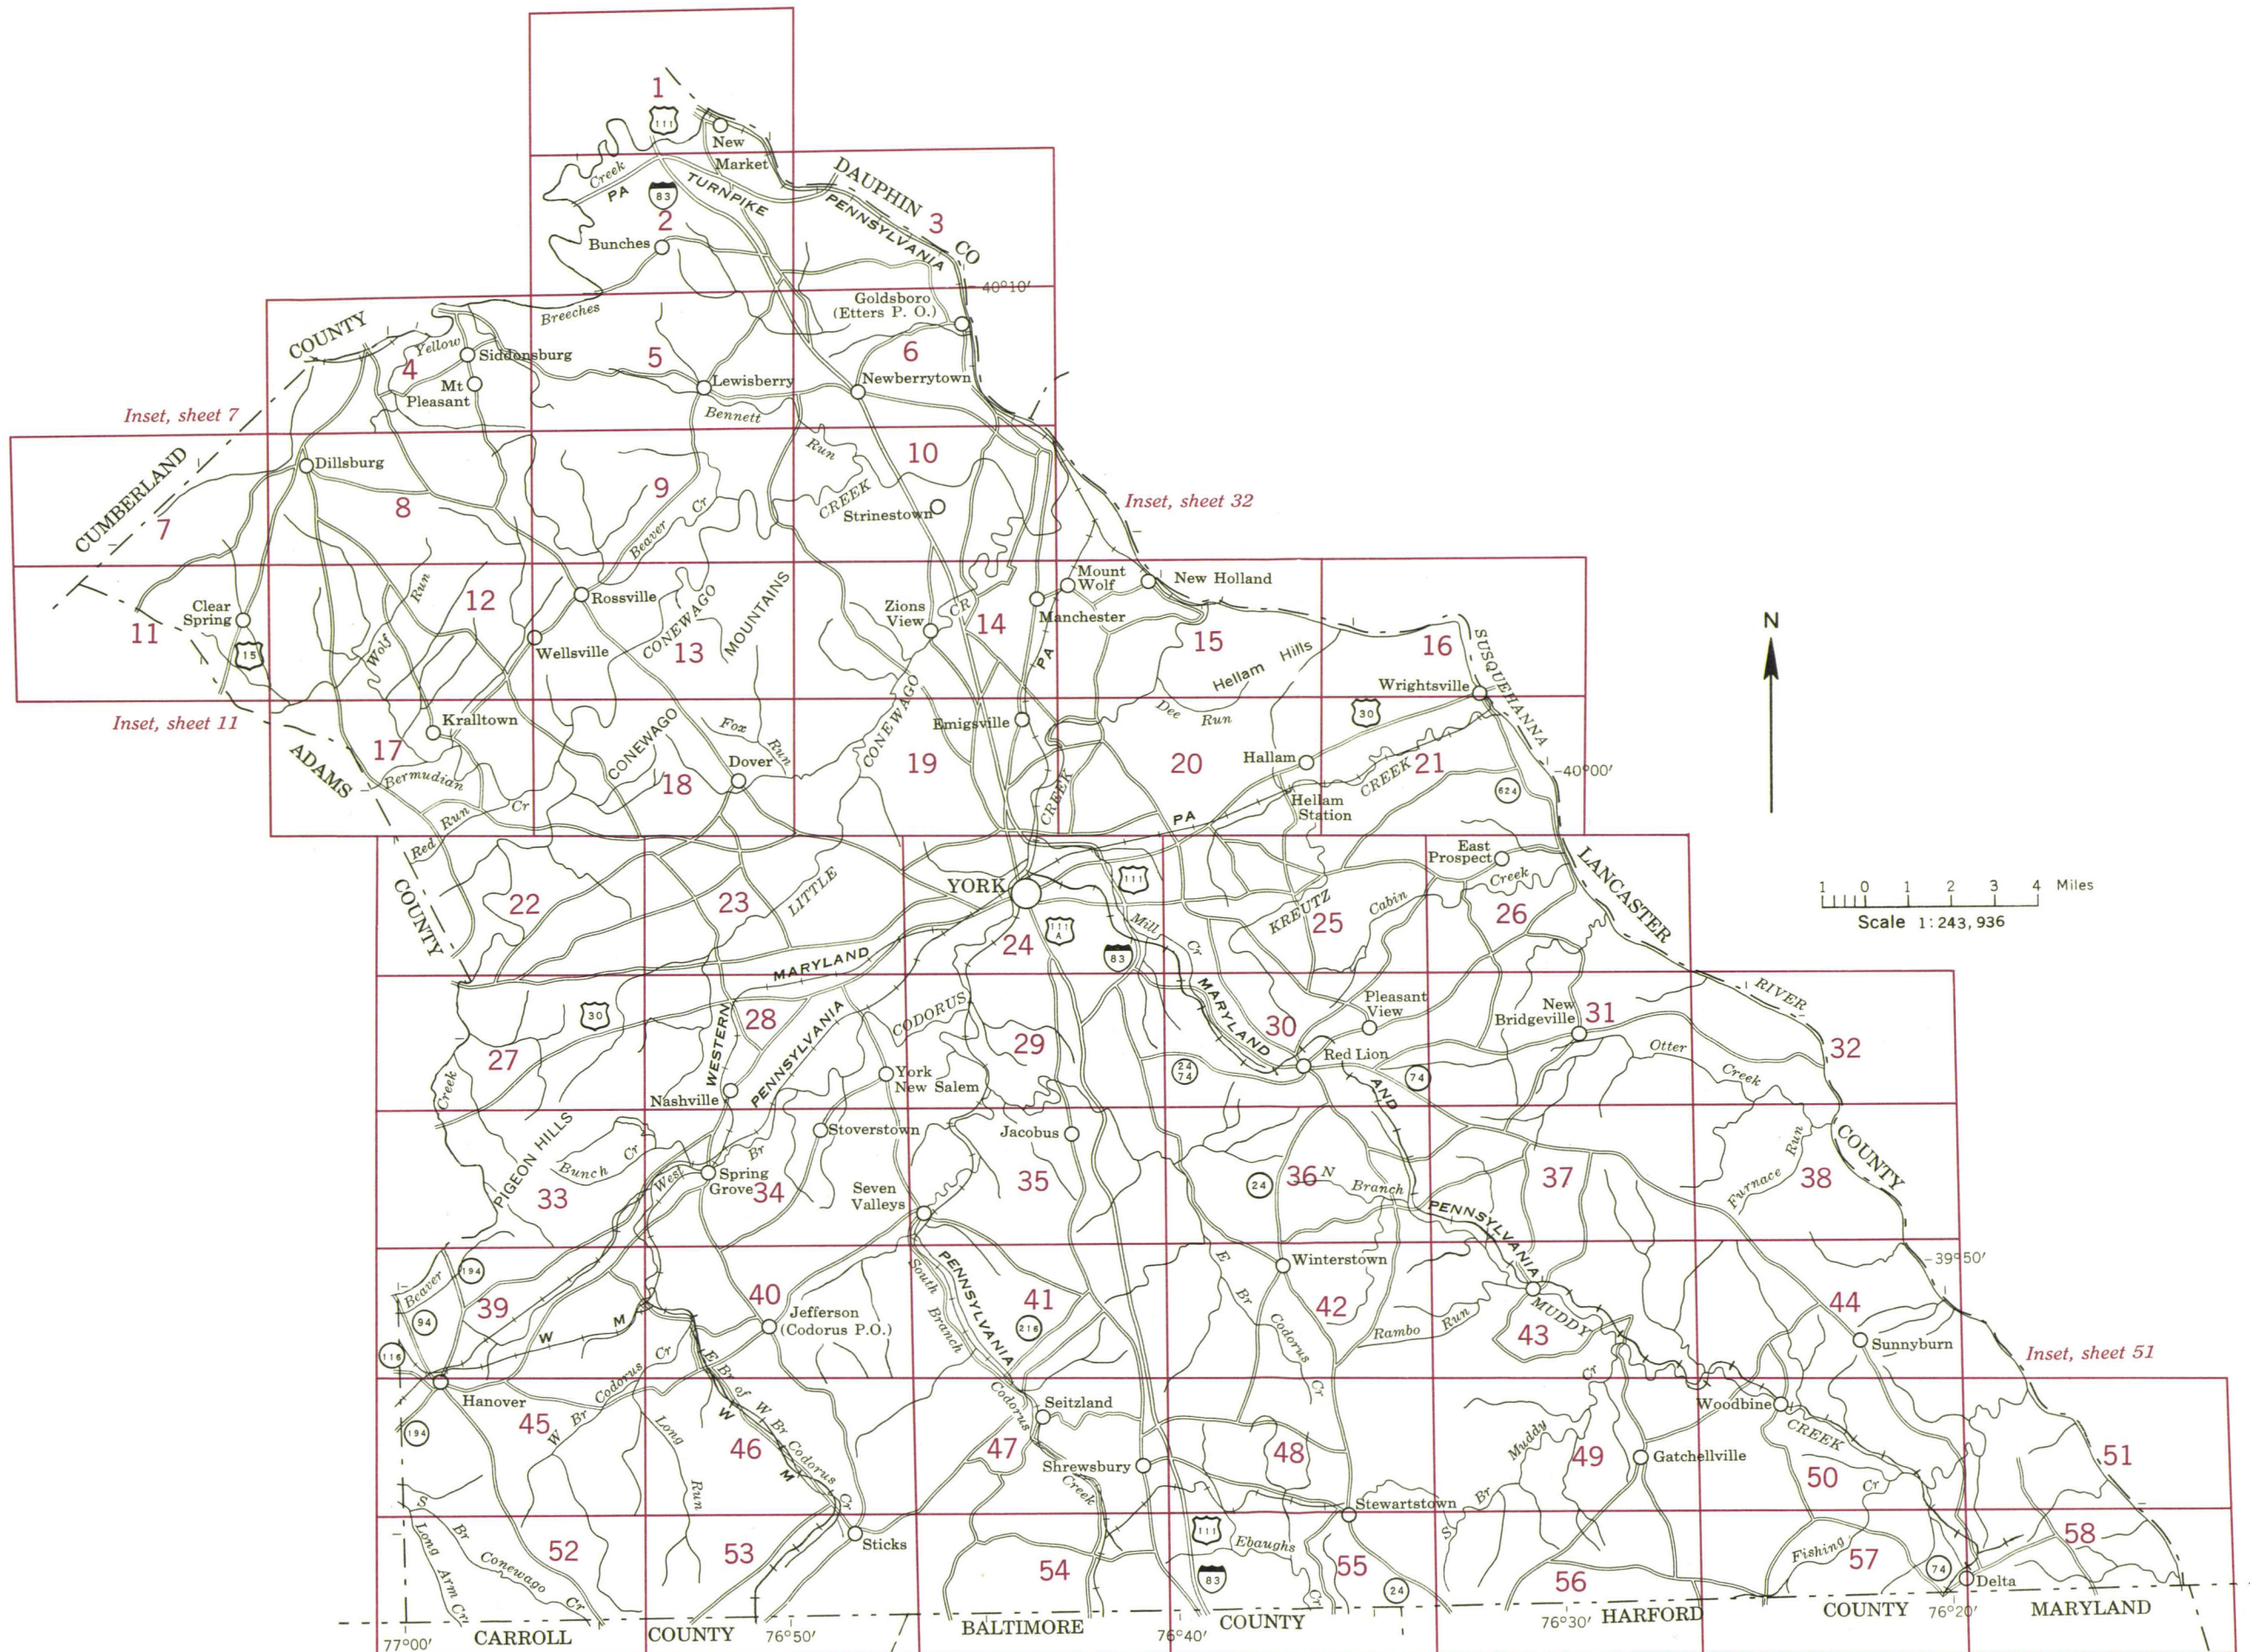 1
111
New
Market
Creek
PA
83
TURNPIKE
2
DAUPHIN
CO
PENNSYLVANIA
3
Bunches
40°10'
Goldsboro
(Etters P. O.)
Breeches
COUNTY
Yellow
4
Siddonsburg
5
6
Mt
Pleasant
Lewisberry
Newberrytown
Bennett
Run
Inset, sheet 7
CUMBERLAND
Dillsburg
10
8
9
Beaver
Cr
CREEK
Strinestown
Inset, sheet 32
7
Mount
Wolf
New Holland
Clear
Spring
Run
12
Rossville
MOUNTAINS
Zions
View
CR
14
Manchester
11
15
Wolf
Wellsville
CONEWAGO
13
PA
15
Hellam Hills
16
SUSQUEHANNA
N
Wrightsville
Inset, sheet 11
Kralltown
CONEWAGO
Fox
Run
CONEWAGO
Emigsville
Dee
Run
30
ADAMS
17
Bermudian
Cr
18
Dover
19
20
Hallam
CREEK
21
40°00'
Red
Run
CREEK
Hellam
Station
624
PA
COUNTY
22
23
LITTLE
YORK
111
East
Prospect
Creek
LANCASTER
1 0 1 2 3 4 Miles
Scale 1:243,936
24
111
A
Mill
Cr
83
KREUTZ
25
Cabin
26
MARYLAND
30
27
Creek
28
WESTERN
PENNSYLVANIA
CODORUS
29
MARYLAND
30
Pleasant
View
New
Bridgeville
31
RIVER
32
York
New Salem
Nashville
24
74
Red Lion
AND
74
Otter
Creek
PIGEON HILLS
Bunch
Cr
33
West
Br
Spring
Grove
34
Stoverstown
Jacobus
35
Seven
Valleys
24
36
N
Branch
37
Furnace
Run
38
COUNTY
PENNSYLVANIA
Winterstown
39°50'
Beaver
194
94
39
116
W
M
40
Jefferson
(Codorus P.O.)
South
Branch
PENNSYLVANIA
41
216
E
Br
Codorus
Cr
42
Rambo
Run
MUDDY
43
Cr
44
Sunnyburn
Inset, sheet 51
Hanover
194
45
W
Br
Codorus
Cr
E Br of W Br Codorus
Cr
W
M
Long
Run
46
Codorus
Creek
Seitzland
47
Shrewsbury
48
Muddy
49
Gatchellville
Woodbine
CREEK
50
Cr
51
S
Br
Conewago
Cr
Long Arm Cr
52
53
Sticks
54
111
83
Ebaughs
Cr
Stewartstown
55
24
S
Br
56
Fishing
57
74
58
Delta
77°00'
CARROLL
COUNTY
76°50'
BALTIMORE
76°40'
COUNTY
76°30'
HARFORD
COUNTY
76°20'
MARYLAND